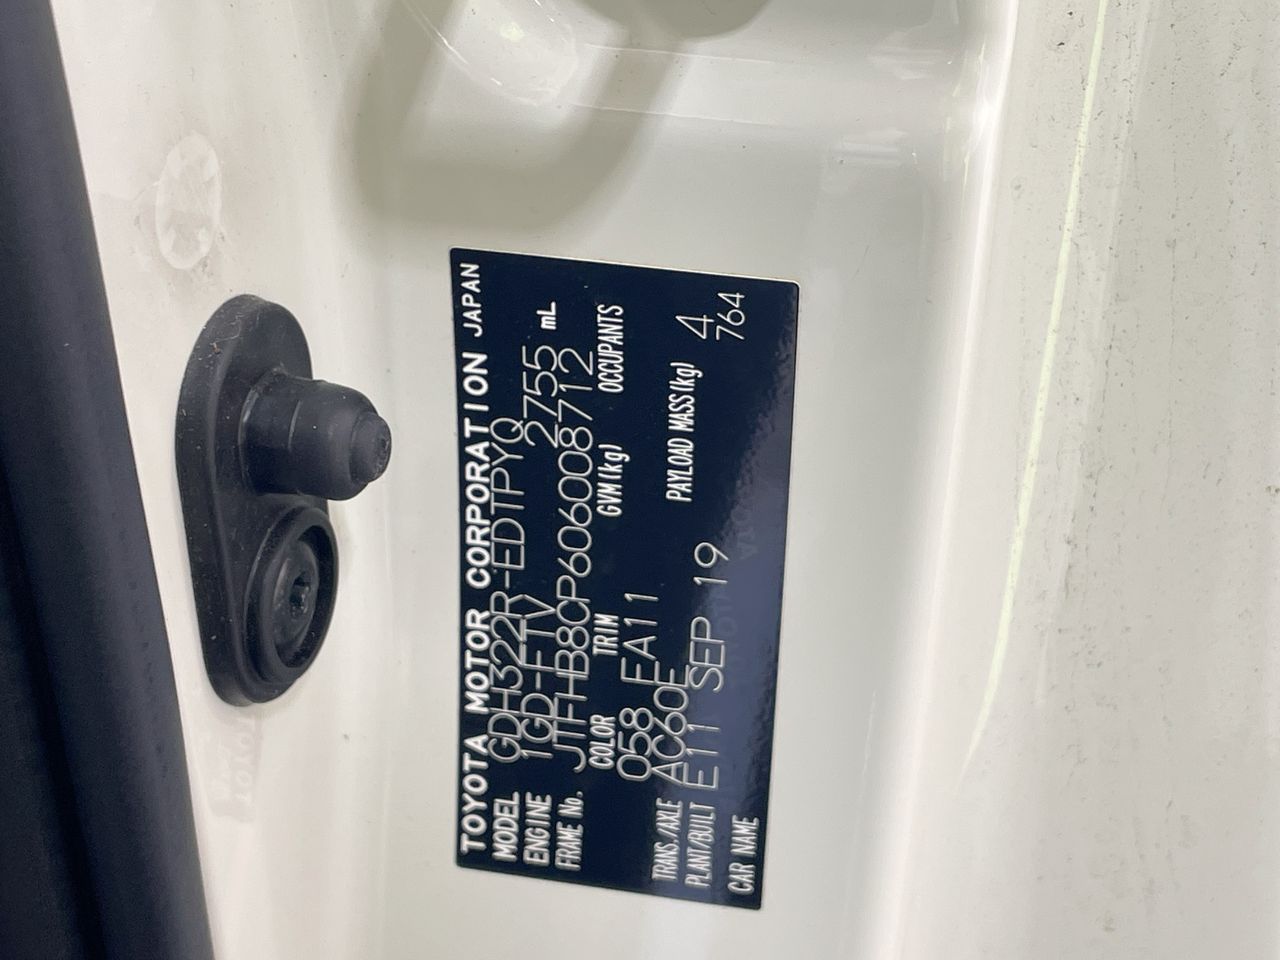 TOYOTA MOTOR CORPORATION JAPAN
MODEL GDH322R-EDTPYQ
ENGINE 1GD-FTV 2755 mL
FRAME No. JTFHB8CP606008712
COLOR TRIM GVM(kg) OCCUPANTS
058 FA11 4
TRANS./AXLE AC60E PAYLOAD MASS(kg) 764
PLANT/BUILT E11 SEP 19
CAR NAME